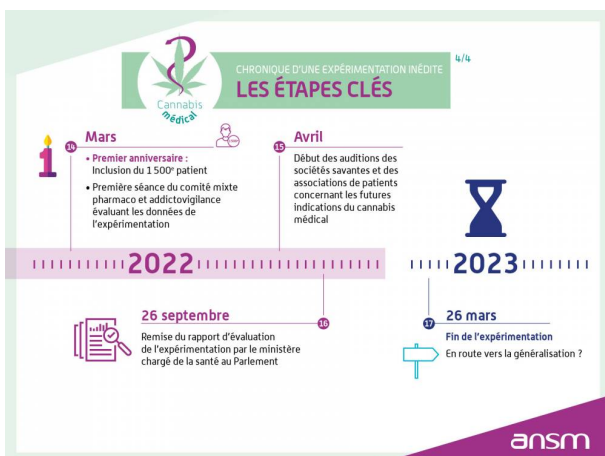 CHRONIQUE D'UNE EXPÉRIMENTATION INÉDITE
4/4
LES ÉTAPES CLÉS
Cannabis
médical
14
Mars
• Premier anniversaire :
Inclusion du 1 500e patient
• Première séance du comité mixte
pharmaco et addictovigilance
évaluant les données de
l'expérimentation
15
Avril
Début des auditions des
sociétés savantes et des
associations de patients
concernant les futures
indications du cannabis
médical
2022
2023
26 septembre
16
Remise du rapport d'évaluation
de l'expérimentation par le ministère
chargé de la santé au Parlement
17
26 mars
Fin de l'expérimentation
En route vers la généralisation ?
ansm